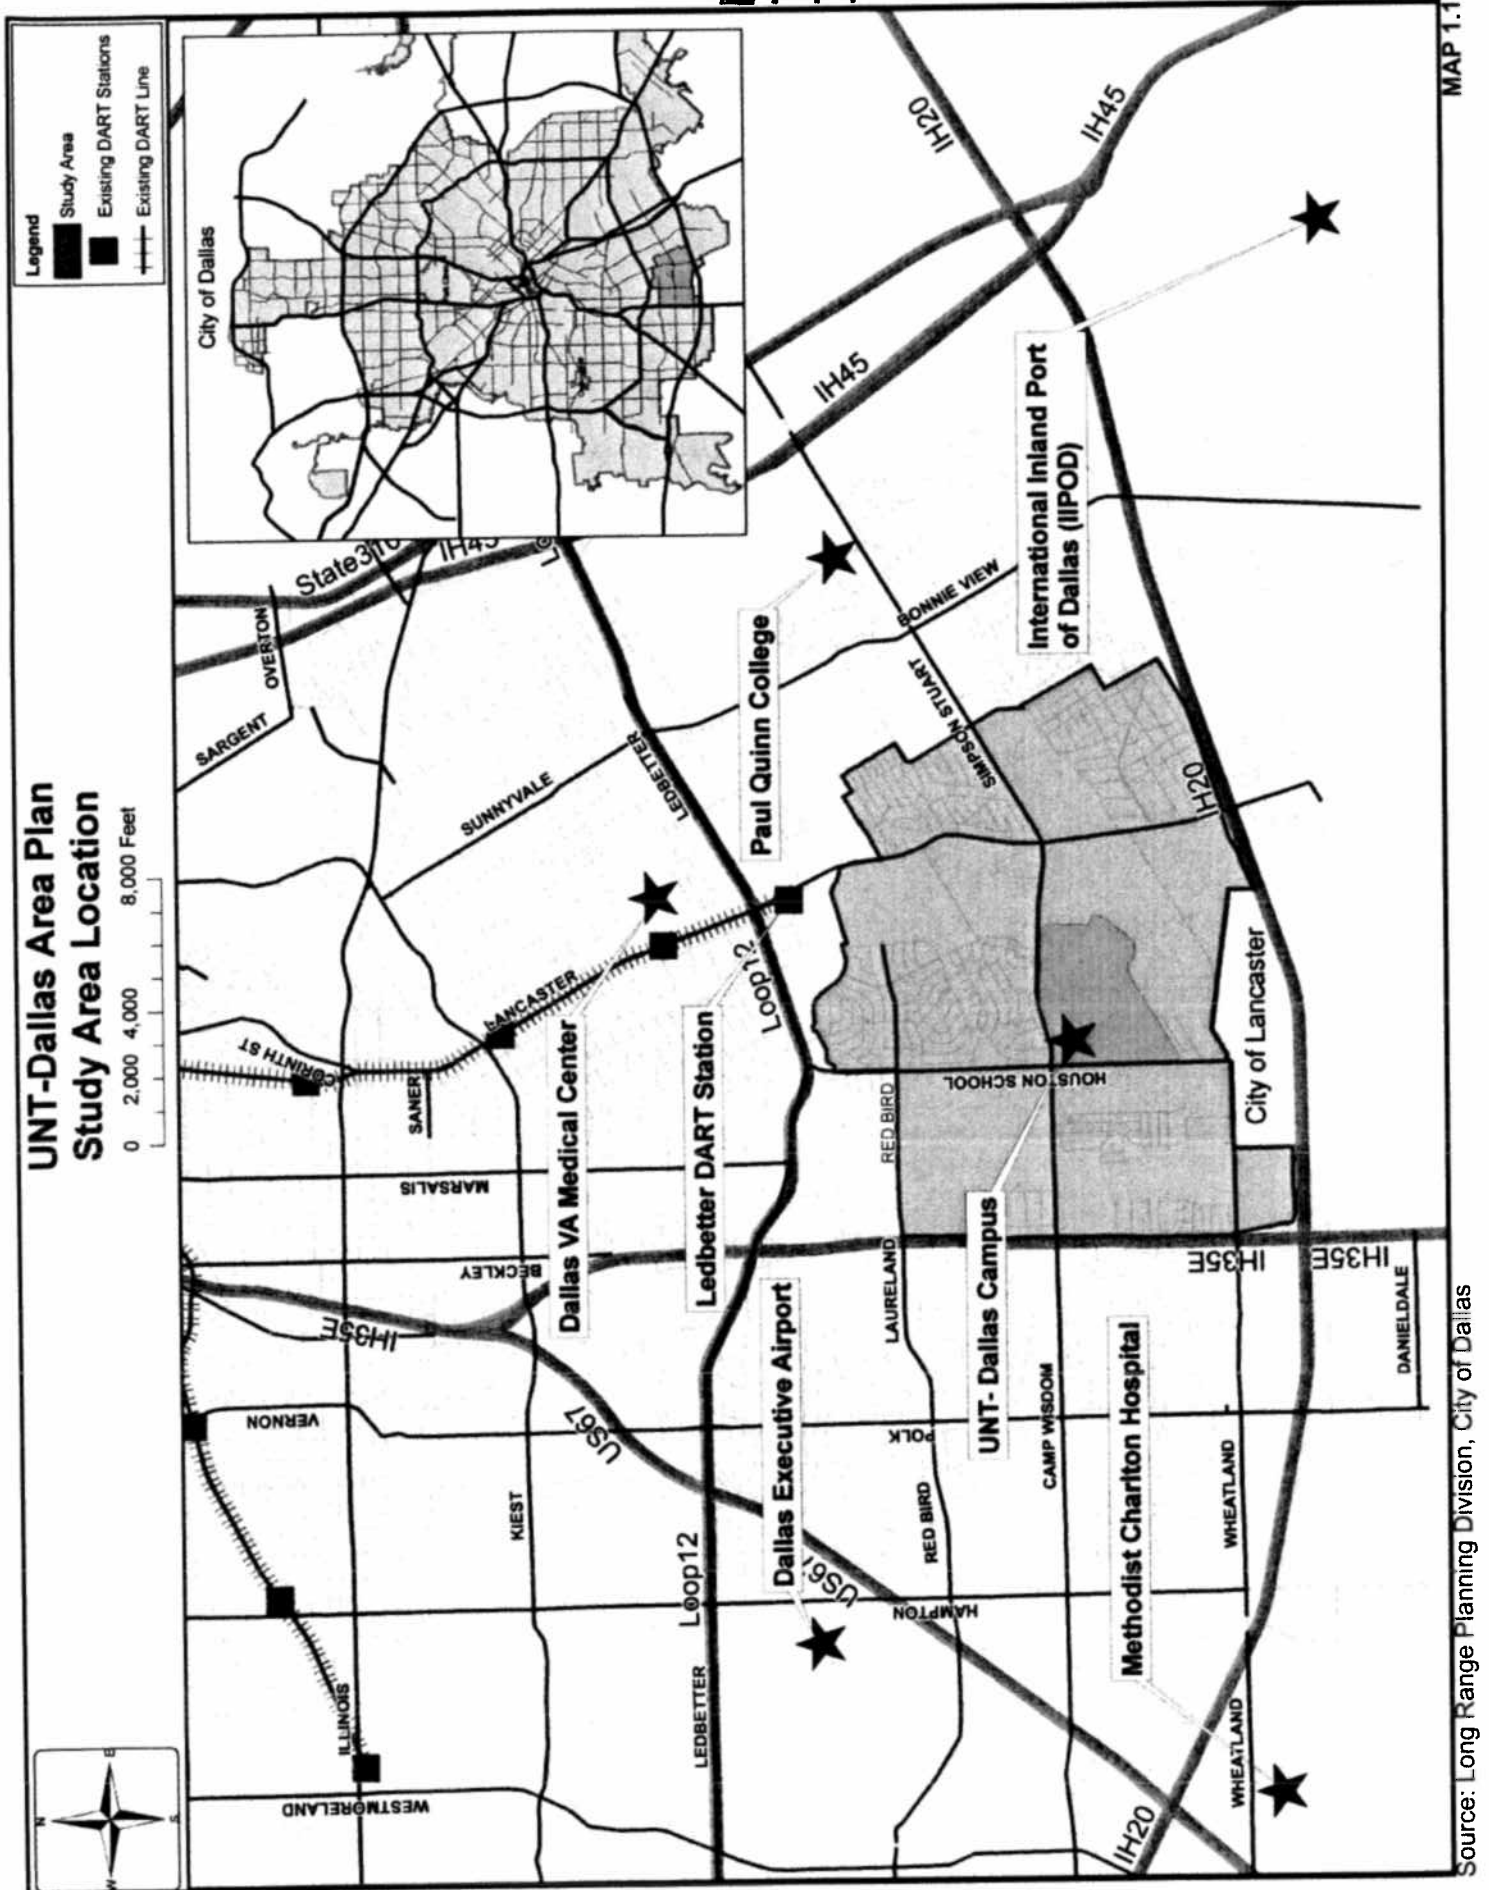 UNT-Dallas Area Plan
Study Area Location
0 2,000 4,000 8,000 Feet
Legend
Study Area
Existing DART Stations
Existing DART Line
City of Dallas
N
W
E
S
State310
IH45
OVERTON
SARGENT
SUNNYVALE
LEDBETTER
CORINTH ST
SANER
LANCASTER
MARSALIS
BECKLEY
IH35E
VERNON
KIEST
US67
ILLINOIS
WESTMORELAND
Dallas VA Medical Center
Ledbetter DART Station
Loop12
Paul Quinn College
SIMPSON STUART
BONNIE VIEW
IH45
IH20
IH45
International Inland Port
of Dallas (IIPOD)
IH20
City of Lancaster
HOUSTON SCHOOL
RED BIRD
LAURELAND
UNT- Dallas Campus
Dallas Executive Airport
POLK
RED BIRD
CAMP WISDOM
Loop12
LEDBETTER
US67
HAMPTON
Methodist Charlton Hospital
WHEATLAND
WHEATLAND
IH20
IH35E
IH35E
DANIELDALE
MAP 1.1
Source: Long Range Planning Division, City of Dallas